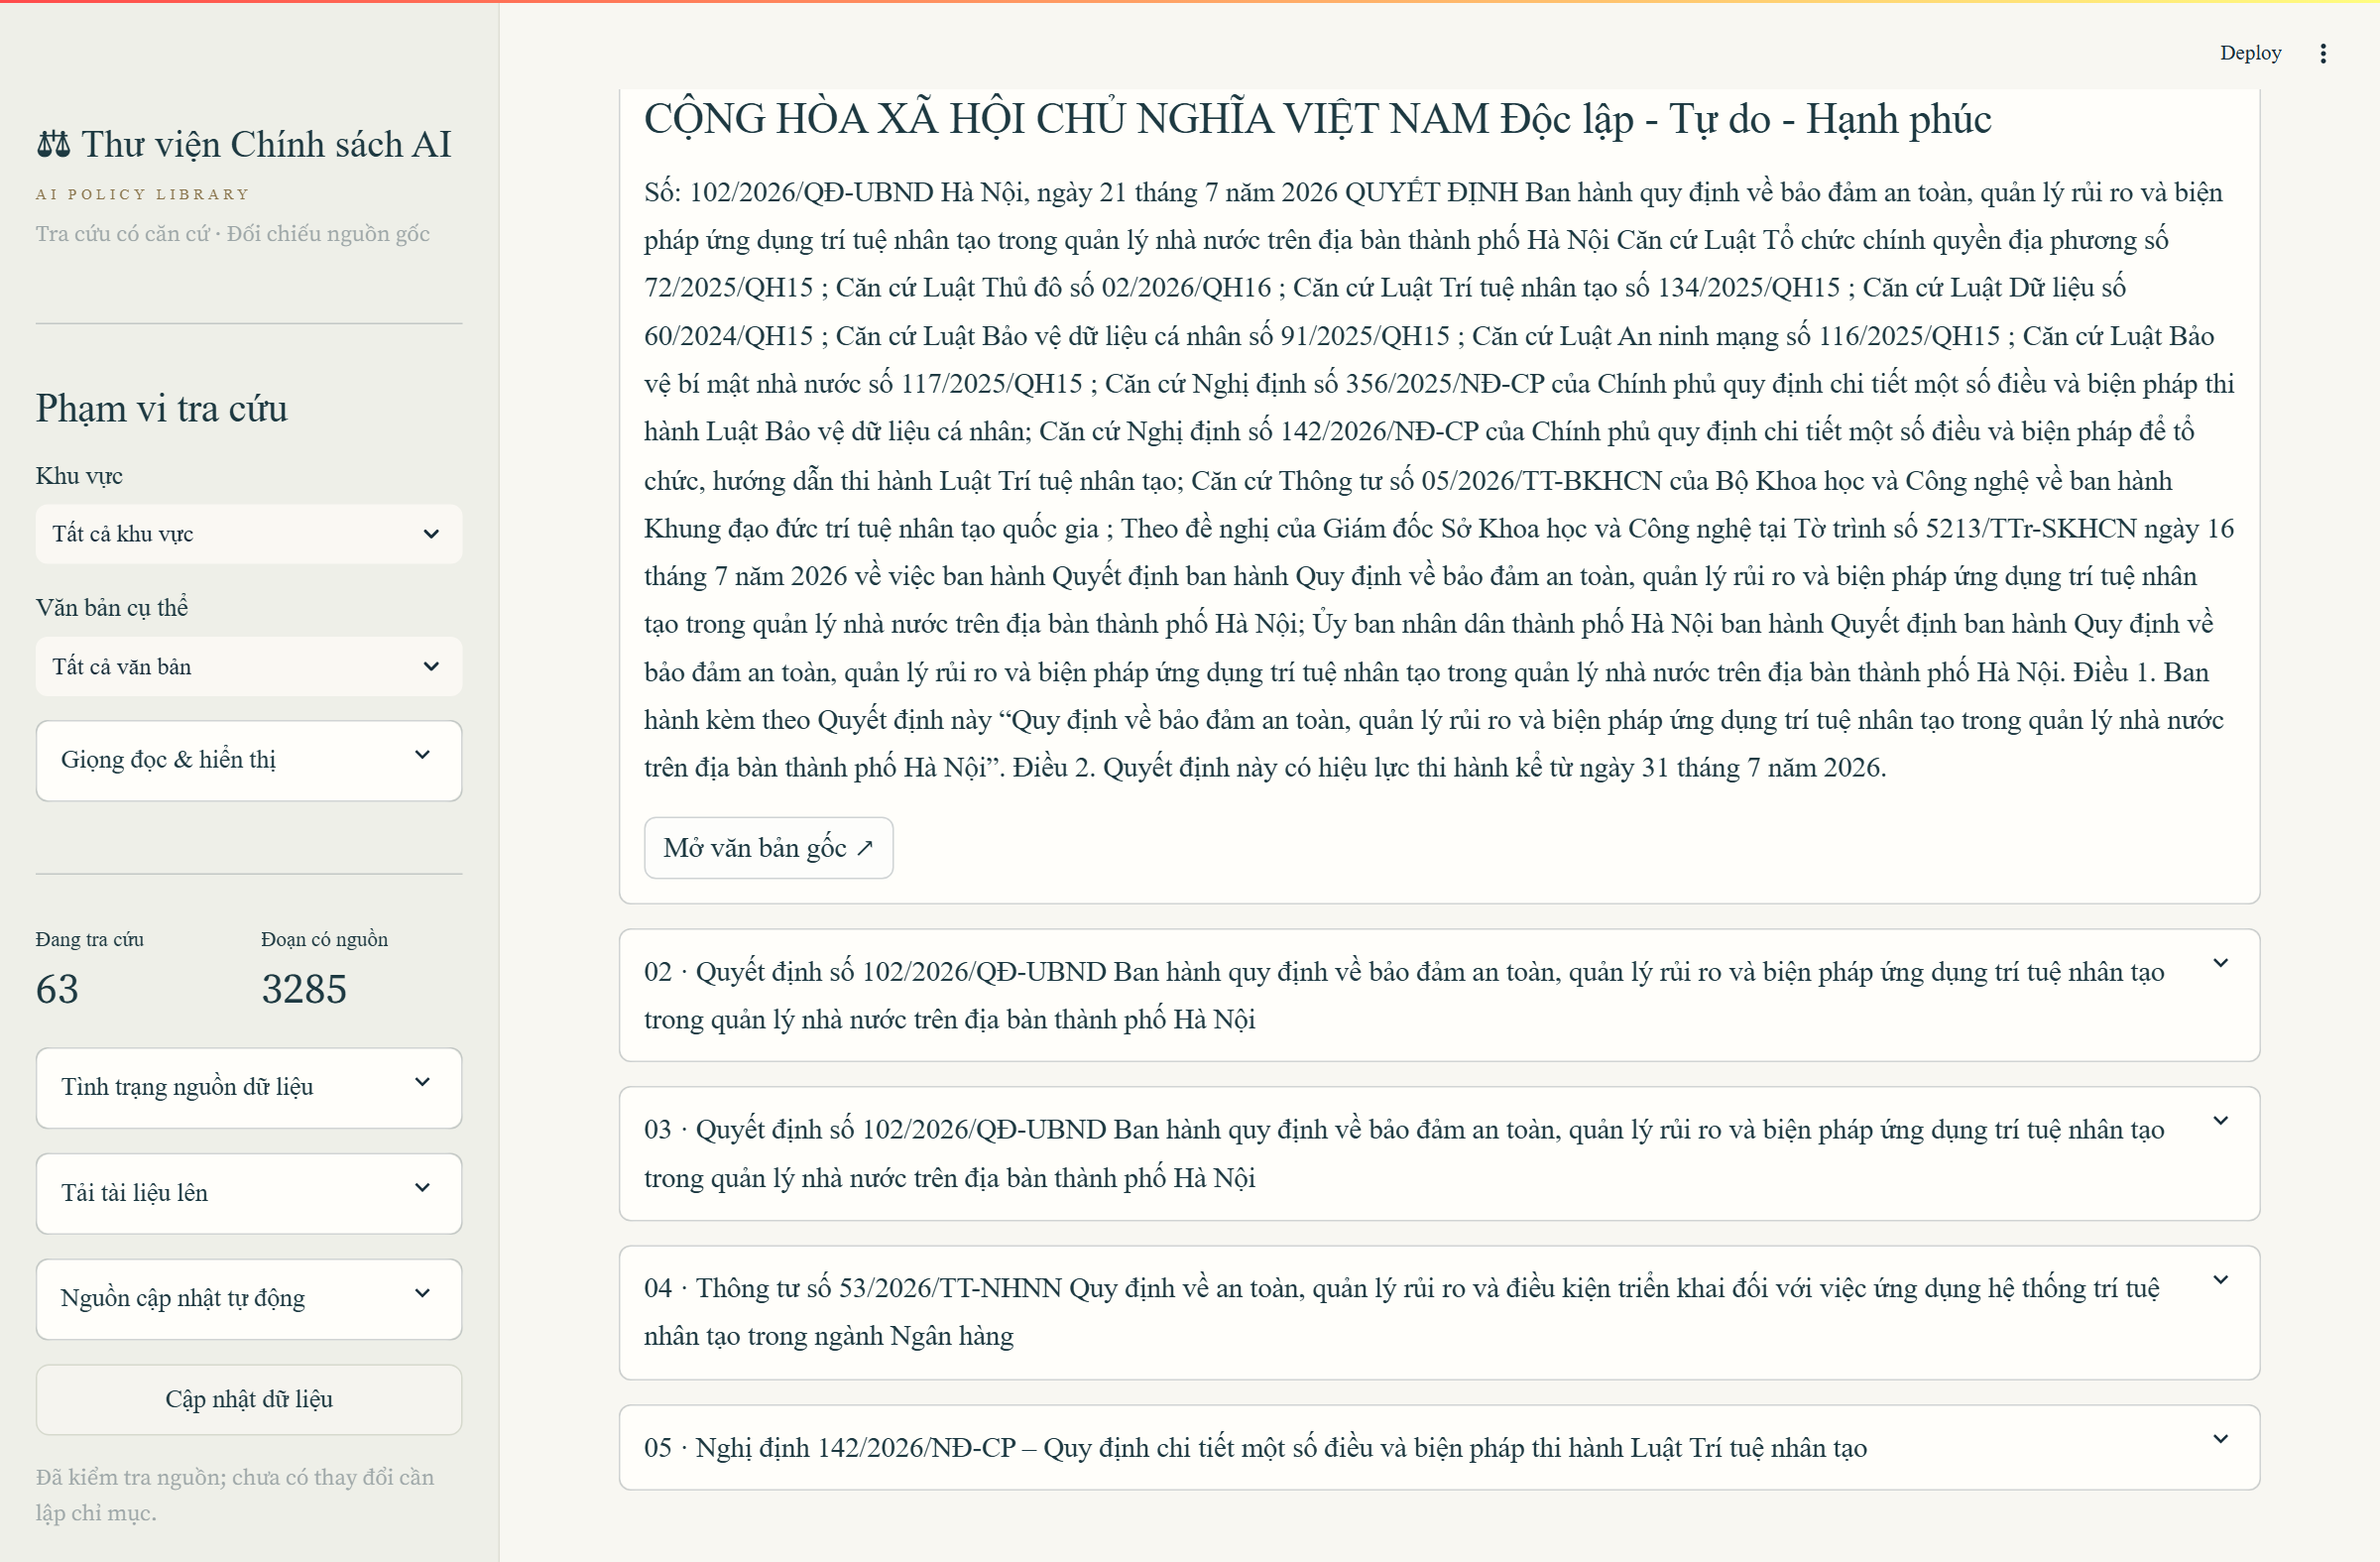 Deploy
Thư viện Chính sách AI
AI POLICY LIBRARY
Tra cứu có căn cứ · Đối chiếu nguồn gốc
Phạm vi tra cứu
Khu vực
Tất cả khu vực
Văn bản cụ thể
Tất cả văn bản
Giọng đọc & hiển thị
Đang tra cứu
63
Đoạn có nguồn
3285
Tình trạng nguồn dữ liệu
Tải tài liệu lên
Nguồn cập nhật tự động
Cập nhật dữ liệu
Đã kiểm tra nguồn; chưa có thay đổi cần
lập chỉ mục.
CỘNG HÒA XÃ HỘI CHỦ NGHĨA VIỆT NAM Độc lập - Tự do - Hạnh phúc
Số: 102/2026/QĐ-UBND Hà Nội, ngày 21 tháng 7 năm 2026 QUYẾT ĐỊNH Ban hành quy định về bảo đảm an toàn, quản lý rủi ro và biện
pháp ứng dụng trí tuệ nhân tạo trong quản lý nhà nước trên địa bàn thành phố Hà Nội Căn cứ Luật Tổ chức chính quyền địa phương số
72/2025/QH15 ; Căn cứ Luật Thủ đô số 02/2026/QH16 ; Căn cứ Luật Trí tuệ nhân tạo số 134/2025/QH15 ; Căn cứ Luật Dữ liệu số
60/2024/QH15 ; Căn cứ Luật Bảo vệ dữ liệu cá nhân số 91/2025/QH15 ; Căn cứ Luật An ninh mạng số 116/2025/QH15 ; Căn cứ Luật Bảo
vệ bí mật nhà nước số 117/2025/QH15 ; Căn cứ Nghị định số 356/2025/NĐ-CP của Chính phủ quy định chi tiết một số điều và biện pháp thi
hành Luật Bảo vệ dữ liệu cá nhân; Căn cứ Nghị định số 142/2026/NĐ-CP của Chính phủ quy định chi tiết một số điều và biện pháp để tổ
chức, hướng dẫn thi hành Luật Trí tuệ nhân tạo; Căn cứ Thông tư số 05/2026/TT-BKHCN của Bộ Khoa học và Công nghệ về ban hành
Khung đạo đức trí tuệ nhân tạo quốc gia ; Theo đề nghị của Giám đốc Sở Khoa học và Công nghệ tại Tờ trình số 5213/TTr-SKHCN ngày 16
tháng 7 năm 2026 về việc ban hành Quyết định ban hành Quy định về bảo đảm an toàn, quản lý rủi ro và biện pháp ứng dụng trí tuệ nhân
tạo trong quản lý nhà nước trên địa bàn thành phố Hà Nội; Ủy ban nhân dân thành phố Hà Nội ban hành Quyết định ban hành Quy định về
bảo đảm an toàn, quản lý rủi ro và biện pháp ứng dụng trí tuệ nhân tạo trong quản lý nhà nước trên địa bàn thành phố Hà Nội. Điều 1. Ban
hành kèm theo Quyết định này “Quy định về bảo đảm an toàn, quản lý rủi ro và biện pháp ứng dụng trí tuệ nhân tạo trong quản lý nhà nước
trên địa bàn thành phố Hà Nội”. Điều 2. Quyết định này có hiệu lực thi hành kể từ ngày 31 tháng 7 năm 2026.
Mở văn bản gốc ↗
02 · Quyết định số 102/2026/QĐ-UBND Ban hành quy định về bảo đảm an toàn, quản lý rủi ro và biện pháp ứng dụng trí tuệ nhân tạo
trong quản lý nhà nước trên địa bàn thành phố Hà Nội
03 · Quyết định số 102/2026/QĐ-UBND Ban hành quy định về bảo đảm an toàn, quản lý rủi ro và biện pháp ứng dụng trí tuệ nhân tạo
trong quản lý nhà nước trên địa bàn thành phố Hà Nội
04 · Thông tư số 53/2026/TT-NHNN Quy định về an toàn, quản lý rủi ro và điều kiện triển khai đối với việc ứng dụng hệ thống trí tuệ
nhân tạo trong ngành Ngân hàng
05 · Nghị định 142/2026/NĐ-CP – Quy định chi tiết một số điều và biện pháp thi hành Luật Trí tuệ nhân tạo